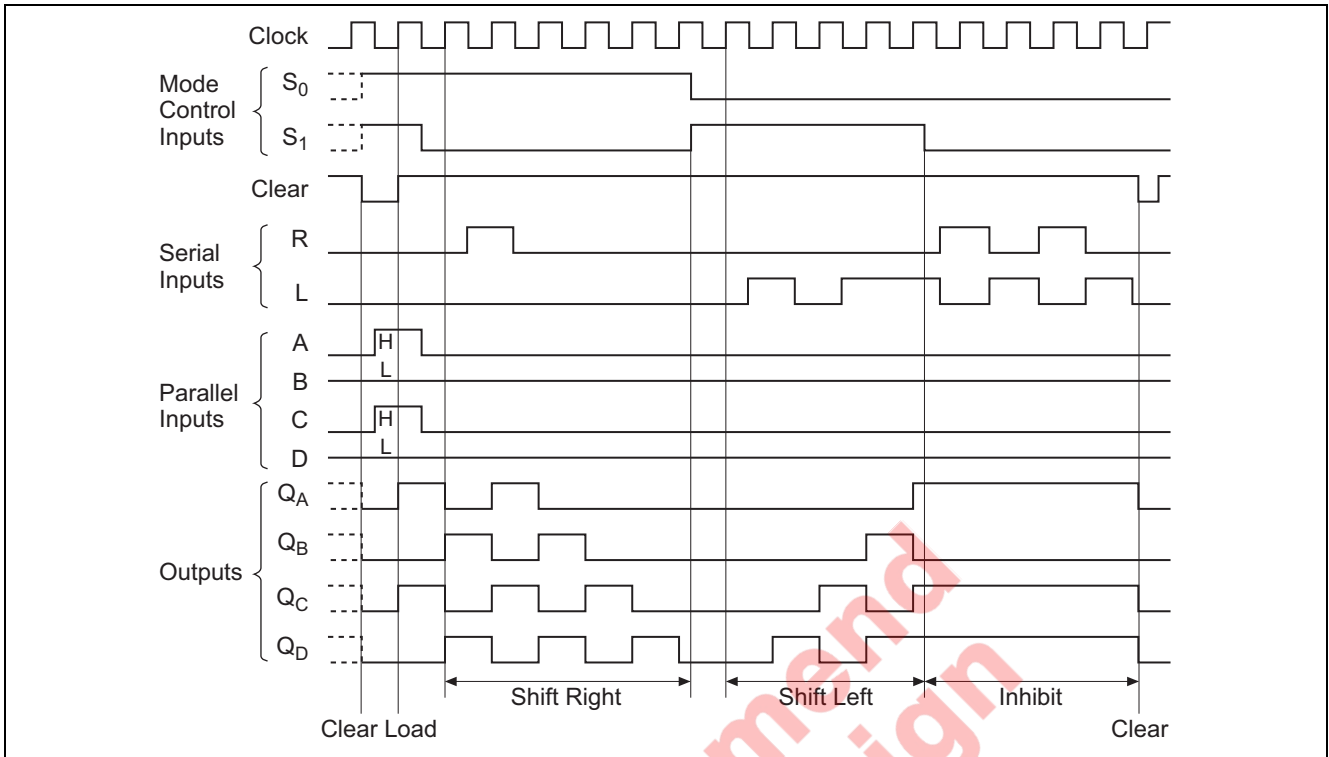 Clock
Mode
Control
Inputs
S0
S1
Clear
Serial
Inputs
R
L
Parallel
Inputs
A
H
L
B
C
H
L
D
Outputs
QA
QB
QC
QD
Shift Right
Shift Left
Inhibit
Clear Load
Clear